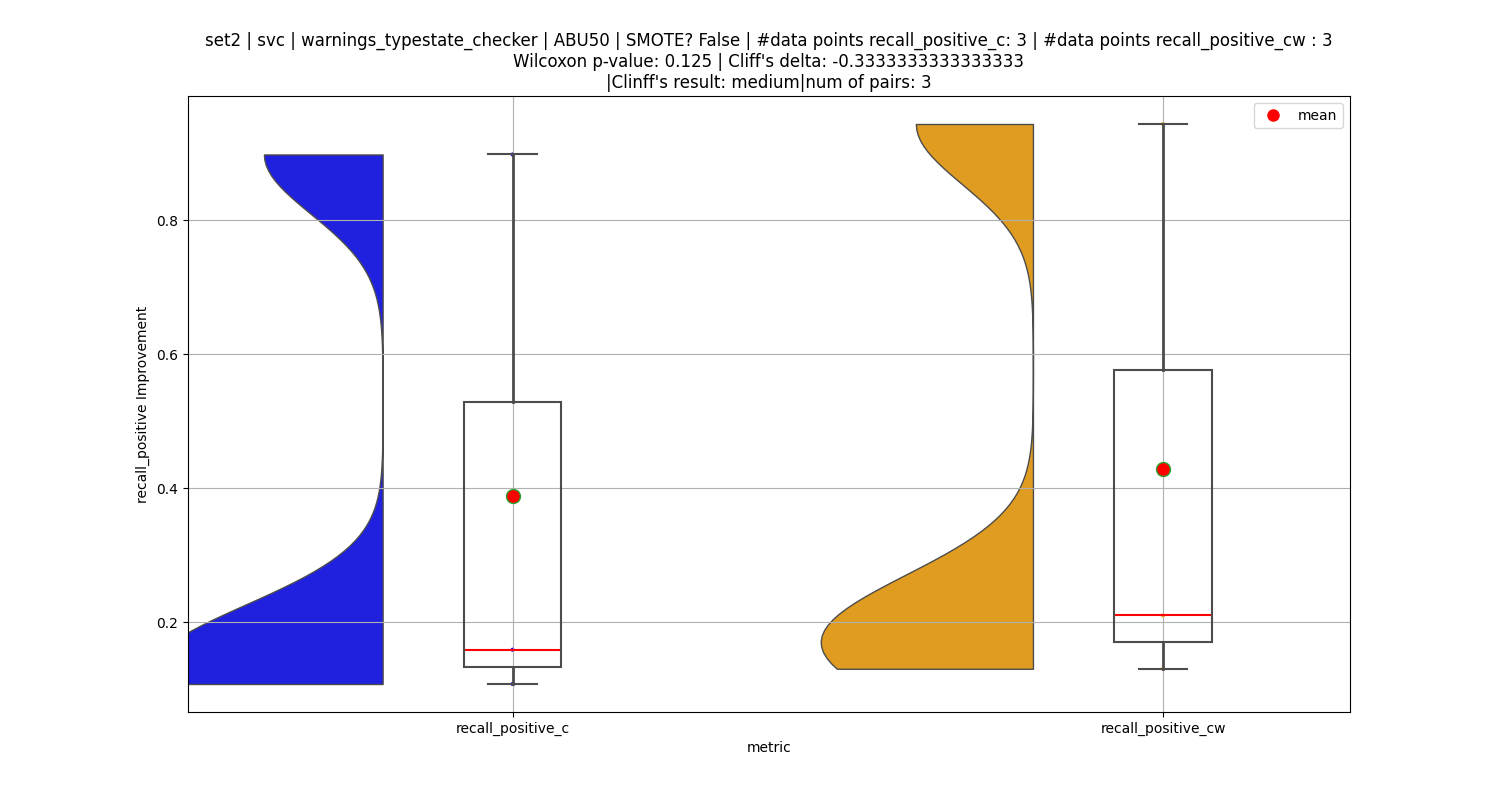 set2 | svc | warnings_typestate_checker | ABU50 | SMOTE? False | #data points recall_positive_c: 3 | #data points recall_positive_cw : 3
Wilcoxon p-value: 0.125 | Cliff's delta: -0.3333333333333333
|Clinff's result: medium|num of pairs: 3
mean
recall_positive Improvement
0.8
0.6
0.4
0.2
recall_positive_c
recall_positive_cw
metric